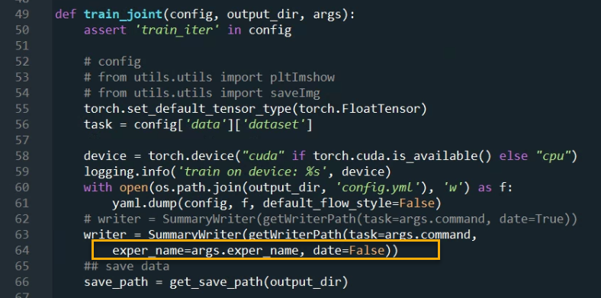 49 def train_joint(config, output_dir, args):
50     assert 'train_iter' in config
51
52     # config
53     # from utils.utils import pltImshow
54     # from utils.utils import saveImg
55     torch.set_default_tensor_type(torch.FloatTensor)
56     task = config['data']['dataset']
57
58     device = torch.device("cuda" if torch.cuda.is_available() else "cpu")
59     logging.info('train on device: %s', device)
60     with open(os.path.join(output_dir, 'config.yml'), 'w') as f:
61         yaml.dump(config, f, default_flow_style=False)
62     # writer = SummaryWriter(getWriterPath(task=args.command, date=True))
63     writer = SummaryWriter(getWriterPath(task=args.command,
64         exper_name=args.exper_name, date=False))
65     ## save data
66     save_path = get_save_path(output_dir)